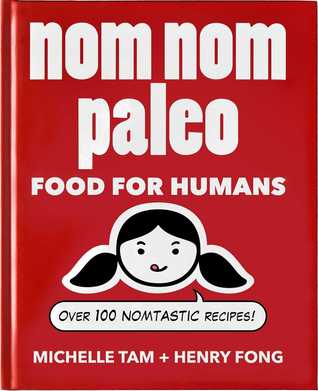 nom nom
paleo
FOOD FOR HUMANS
OVER 100 NOMTASTIC RECIPES!
MICHELLE TAM + HENRY FONG